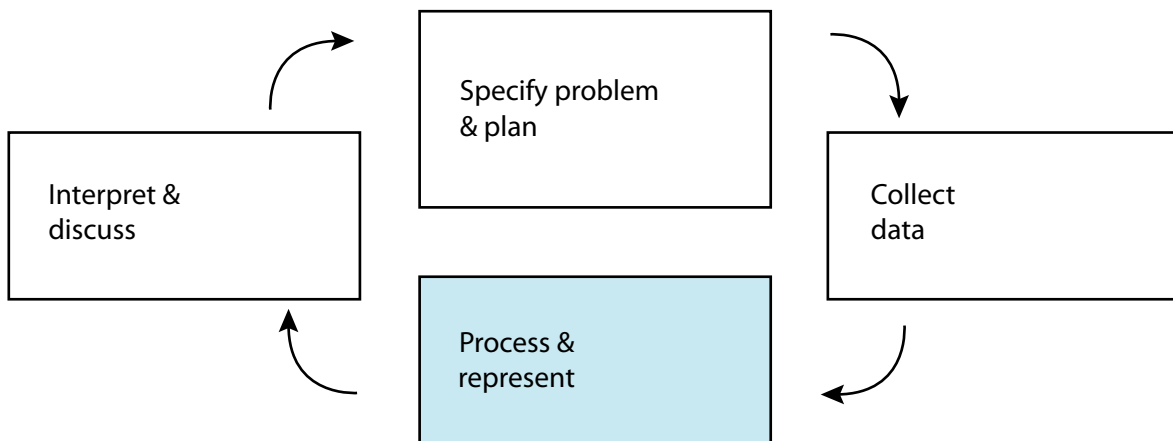 Specify problem
& plan
Interpret &
discuss
Collect
data
Process &
represent